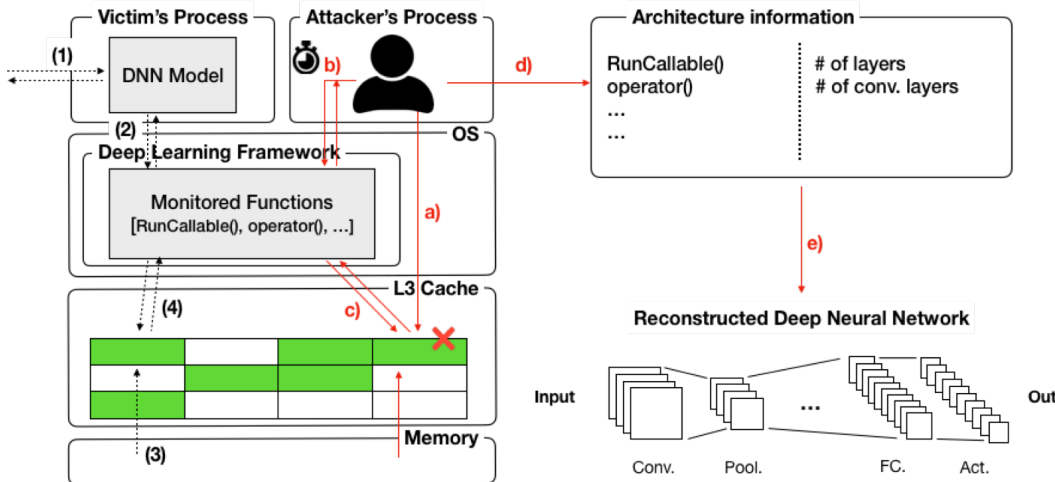 Victim's Process
Attacker's Process
Architecture information
(1)
DNN Model
b)
d)
RunCallable()
operator()
...
...
# of layers
# of conv. layers
(2)
OS
Deep Learning Framework
Monitored Functions
[RunCallable(), operator(), ...]
a)
e)
L3 Cache
(4)
c)
Reconstructed Deep Neural Network
Input
...
Out
Memory
(3)
Conv.
Pool.
FC.
Act.